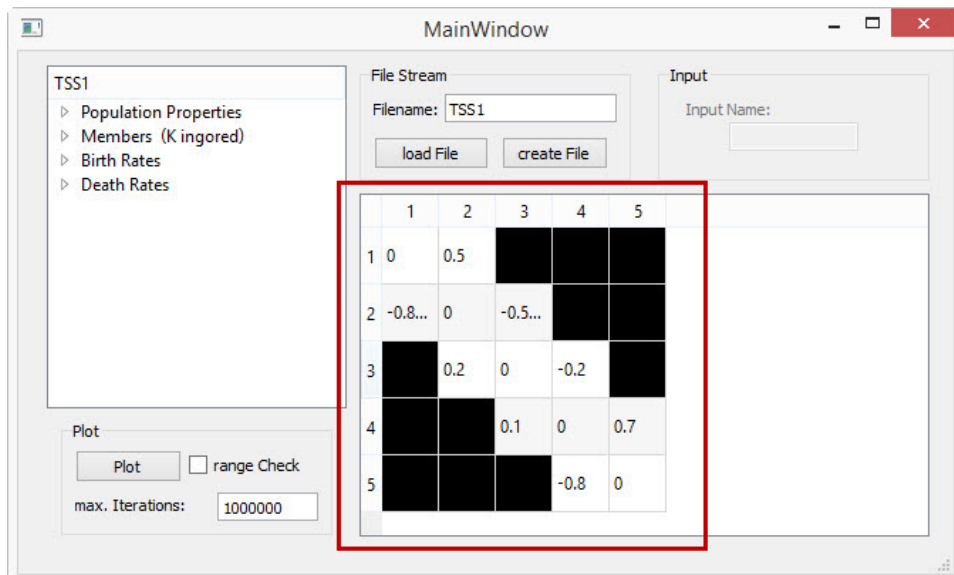 MainWindow
TSS1
Population Properties
Members (K ingored)
Birth Rates
Death Rates
File Stream
Filename: TSS1
load File create File
Input
Input Name:
1 2 3 4 5
1 0 0.5
2 -0.8... 0 -0.5...
3 0.2 0 -0.2
4 0.1 0 0.7
5 -0.8 0
Plot
Plot range Check
max. Iterations: 1000000